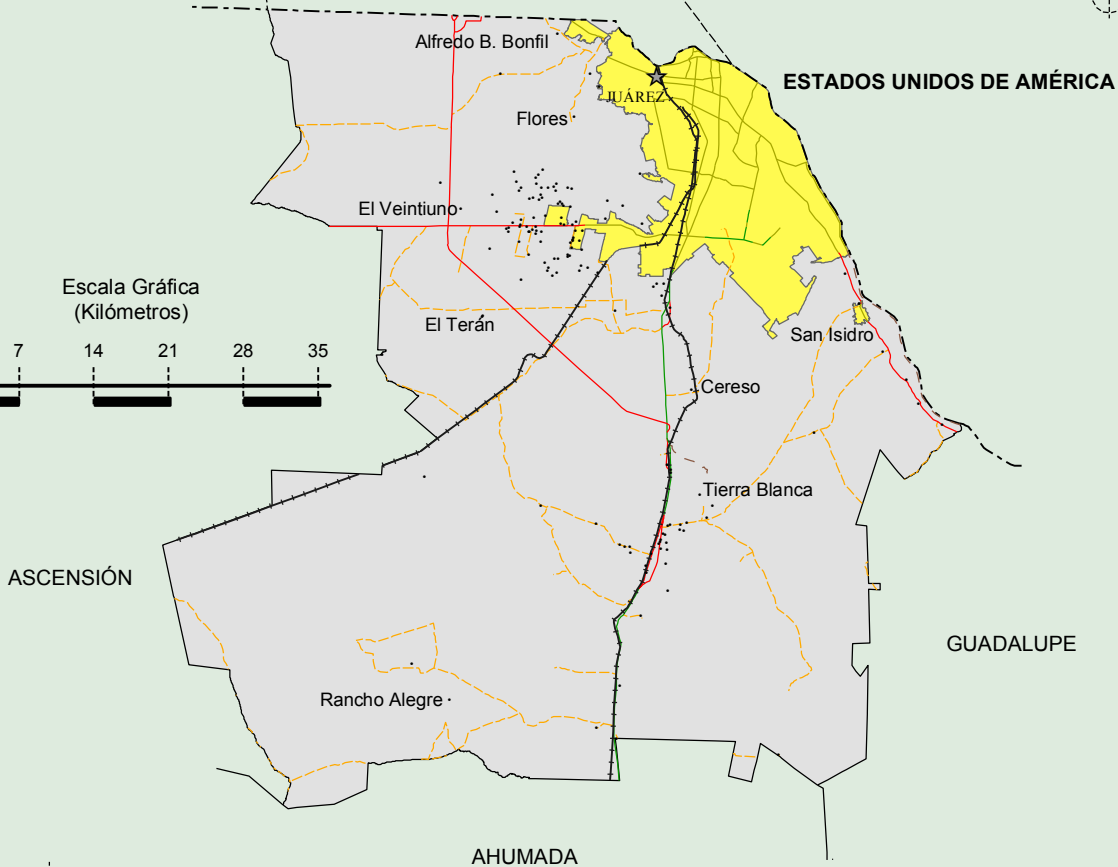 Alfredo B. Bonfil
ESTADOS UNIDOS DE AMÉRICA
JUÁREZ
Flores
El Veintiuno
Escala Gráfica
(Kilómetros)
El Terán
San Isidro
7 14 21 28 35
Cereso
Tierra Blanca
ASCENSIÓN
GUADALUPE
Rancho Alegre
AHUMADA